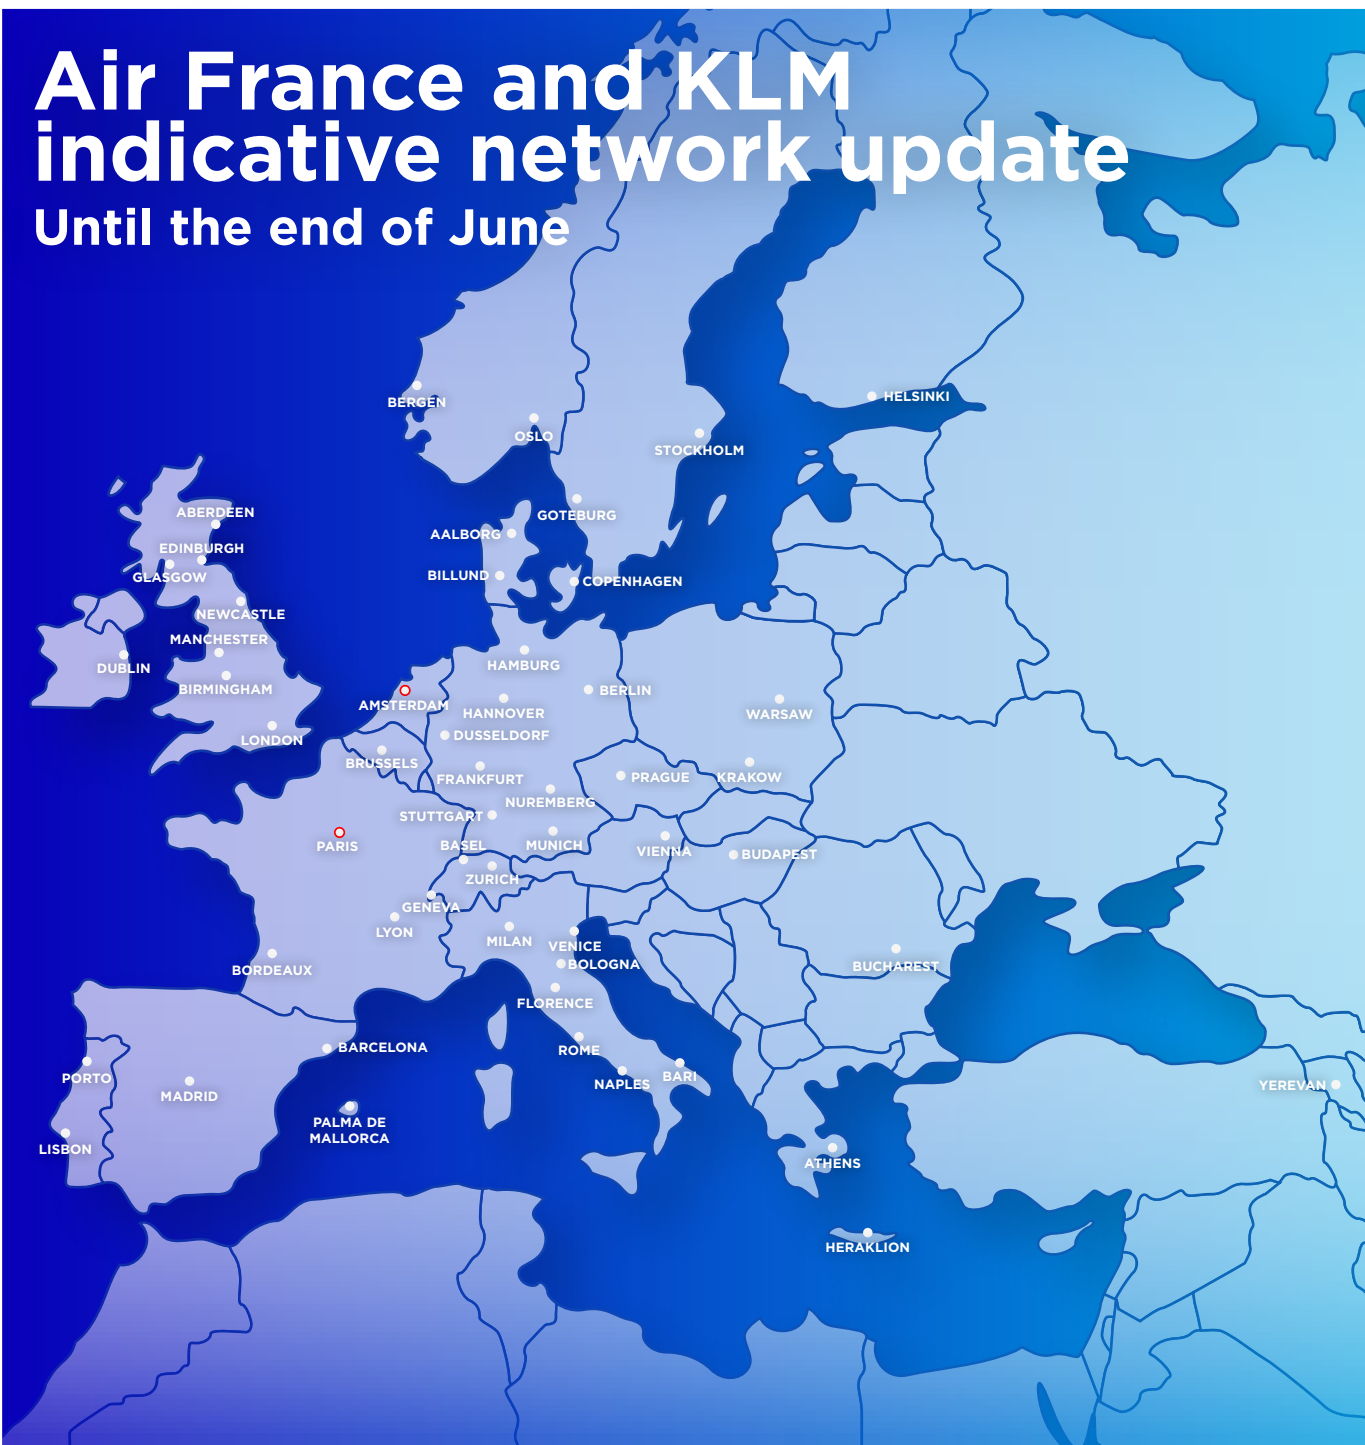 Air France and KLM
indicative network update
Until the end of June
BERGEN
HELSINKI
OSLO
STOCKHOLM
ABERDEEN
GOTEBURG
AALBORG
EDINBURGH
GLASGOW
BILLUND
COPENHAGEN
NEWCASTLE
MANCHESTER
DUBLIN
HAMBURG
BIRMINGHAM
BERLIN
AMSTERDAM
HANNOVER
WARSAW
LONDON
DUSSELDORF
BRUSSELS
FRANKFURT
PRAGUE
KRAKOW
NUREMBERG
STUTTGART
PARIS
BASEL
MUNICH
VIENNA
BUDAPEST
ZURICH
GENEVA
LYON
MILAN
VENICE
BOLOGNA
BUCHAREST
BORDEAUX
FLORENCE
BARCELONA
ROME
PORTO
NAPLES
BARI
YEREVAN
MADRID
PALMA DE
MALLORCA
LISBON
ATHENS
HERAKLION